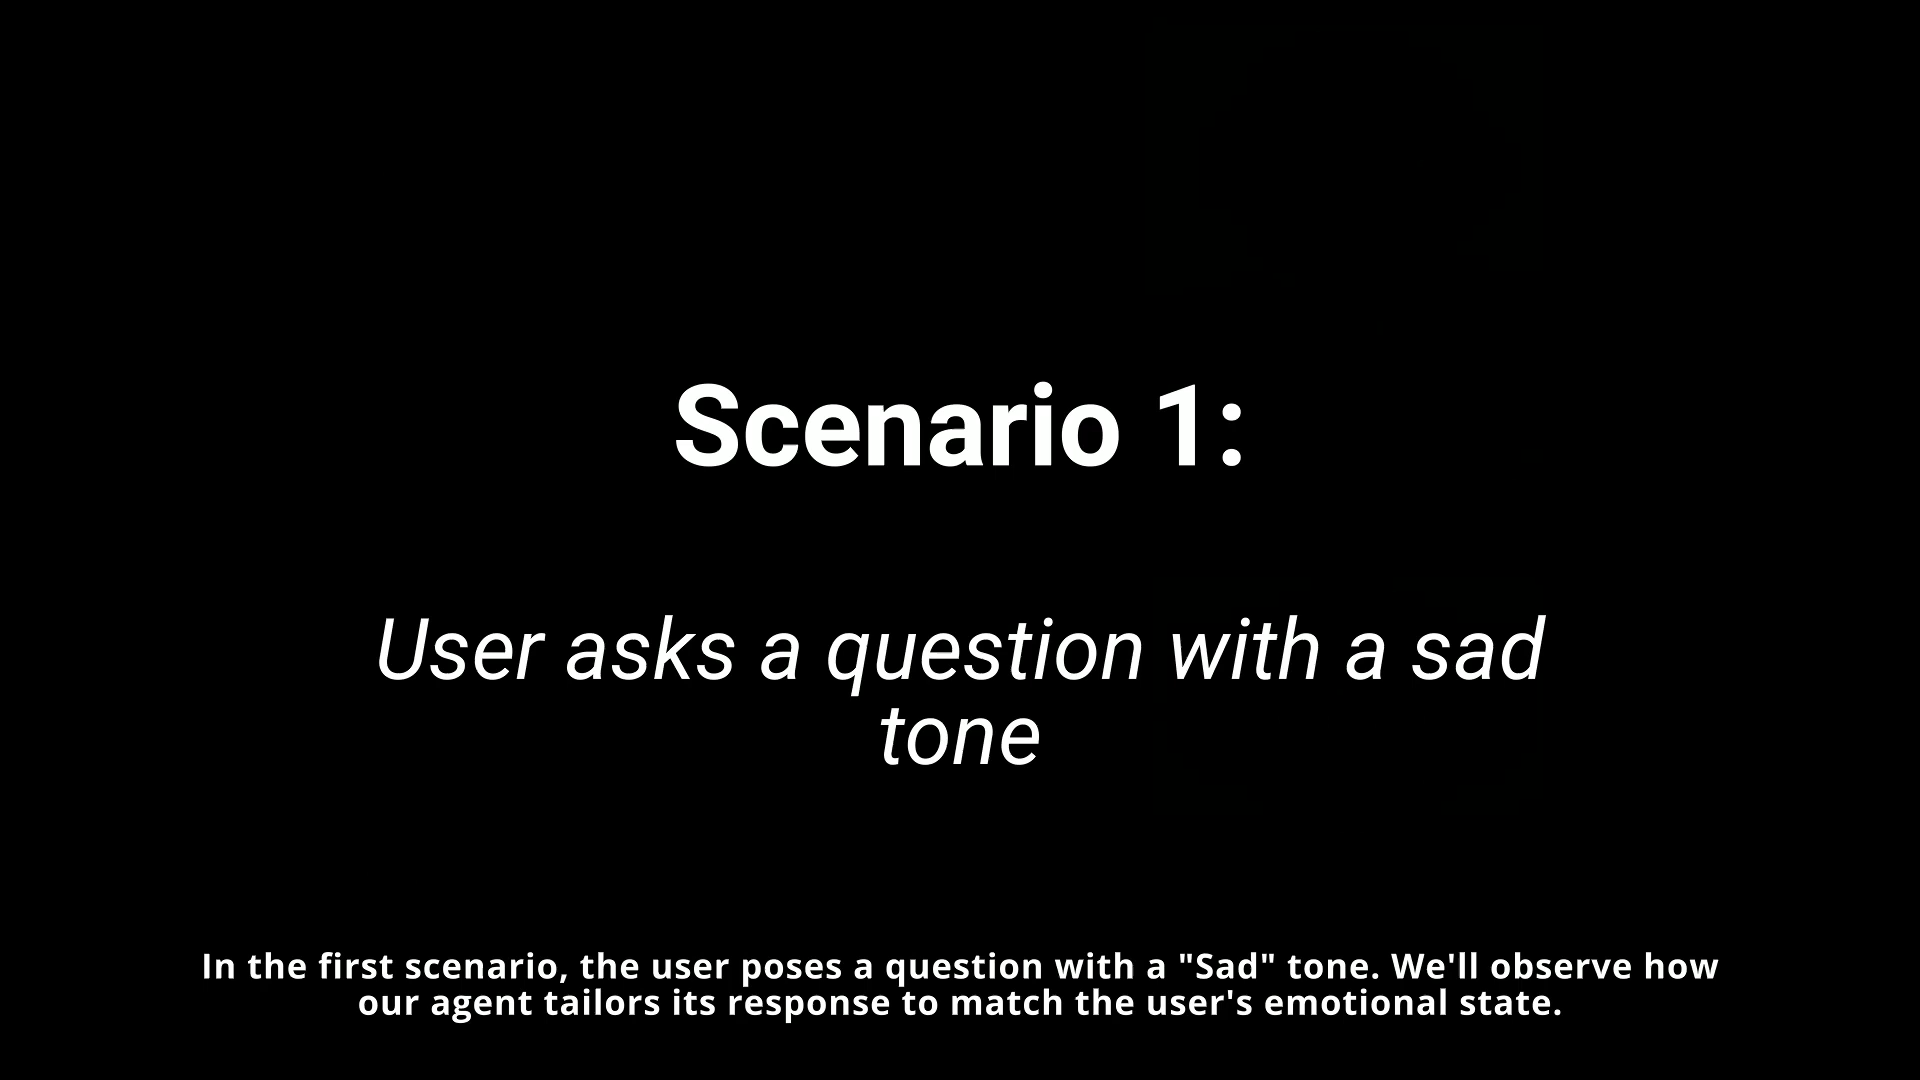 Scenario 1:
User asks a question with a sad
tone
In the first scenario, the user poses a question with a "Sad" tone. We'll observe how
our agent tailors its response to match the user's emotional state.